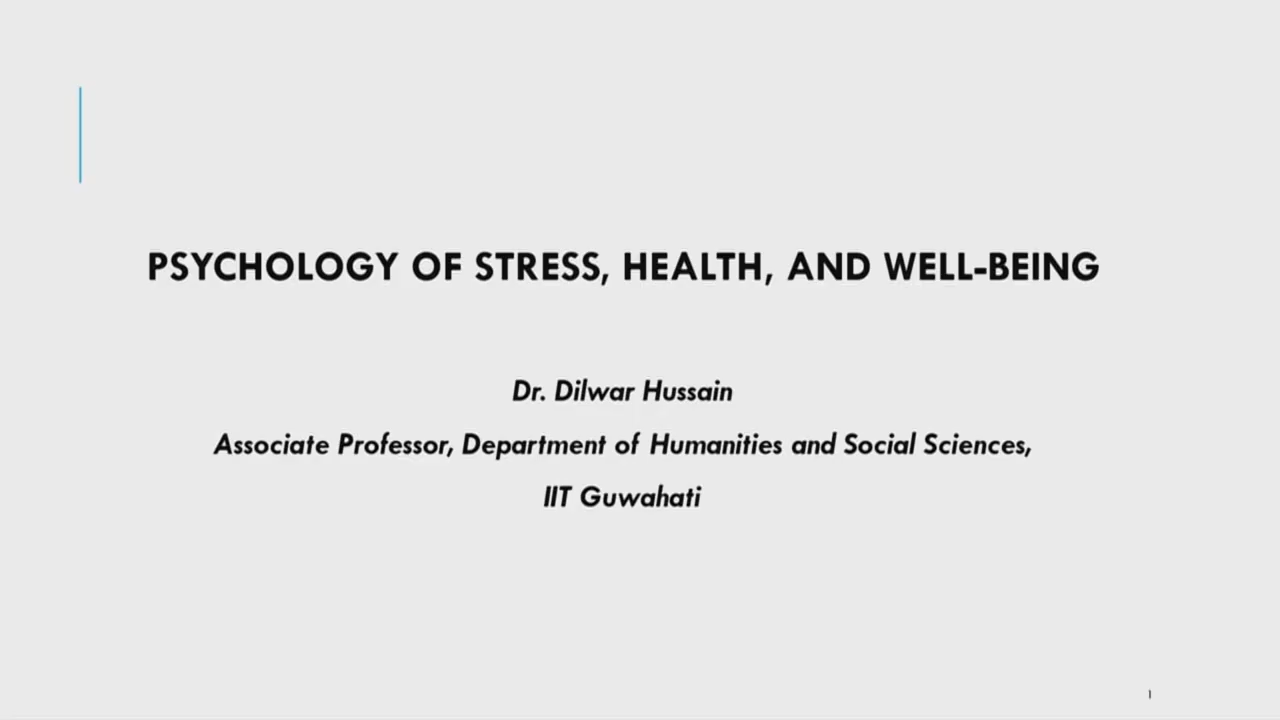 PSYCHOLOGY OF STRESS, HEALTH, AND WELL-BEING
Dr. Dilwar Hussain
Associate Professor, Department of Humanities and Social Sciences,
IIT Guwahati
1